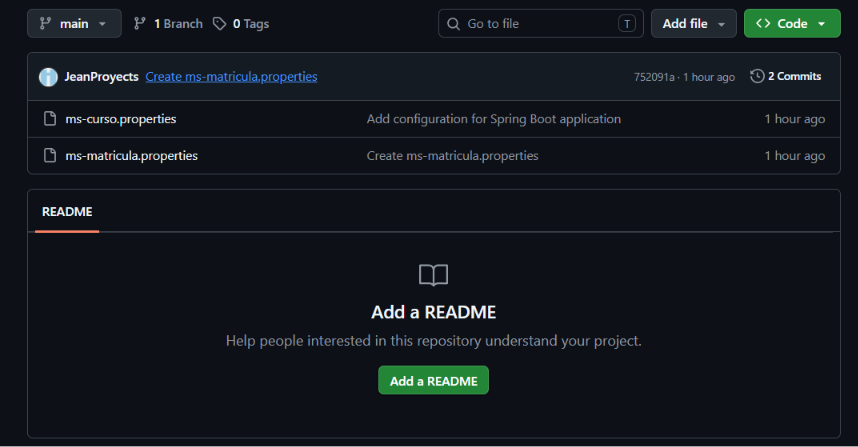 main 1 Branch 0 Tags Go to file T Add file Code
JeanProyects Create ms-matricula.properties 752091a · 1 hour ago 2 Commits
ms-curso.properties Add configuration for Spring Boot application 1 hour ago
ms-matricula.properties Create ms-matricula.properties 1 hour ago
README
Add a README
Help people interested in this repository understand your project.
Add a README